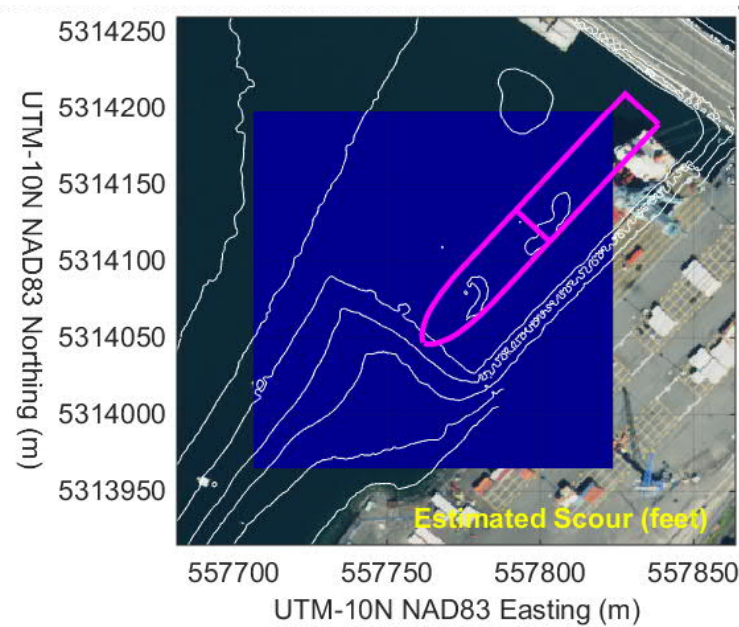 5314250
5314200
5314150
5314100
5314050
5314000
5313950
UTM-10N NAD83 Northing (m)
Estimated Scour (feet)
557700 557750 557800 557850
UTM-10N NAD83 Easting (m)